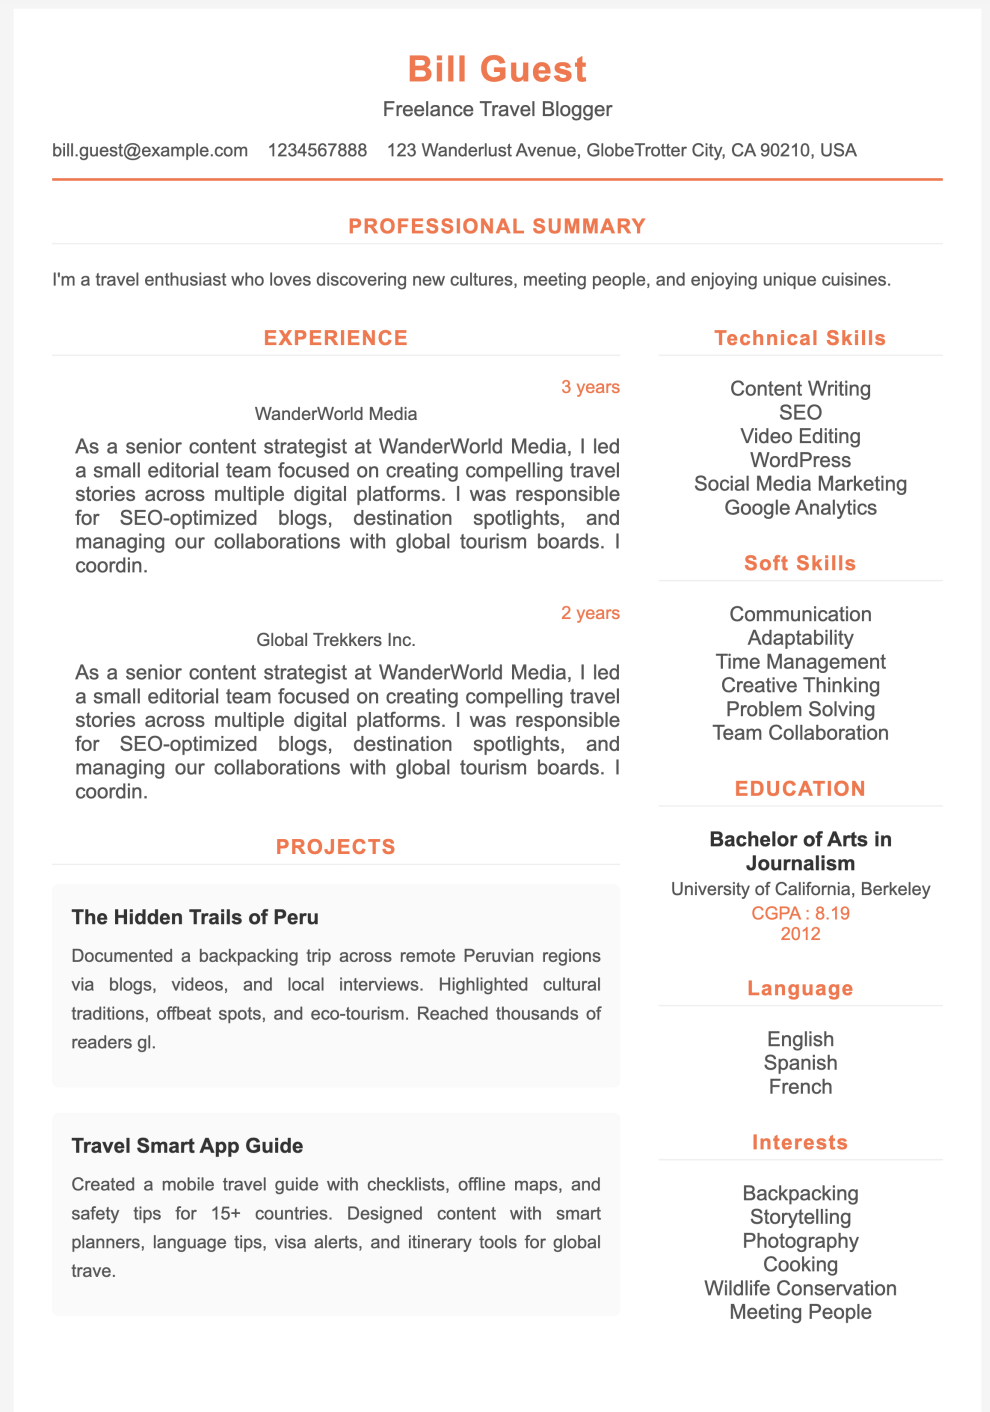 Bill Guest
Freelance Travel Blogger
bill.guest@example.com 1234567888 123 Wanderlust Avenue, GlobeTrotter City, CA 90210, USA
PROFESSIONAL SUMMARY
I'm a travel enthusiast who loves discovering new cultures, meeting people, and enjoying unique cuisines.
EXPERIENCE
3 years
WanderWorld Media
As a senior content strategist at WanderWorld Media, I led
a small editorial team focused on creating compelling travel
stories across multiple digital platforms. I was responsible
for SEO-optimized blogs, destination spotlights, and
managing our collaborations with global tourism boards. I
coordin.
2 years
Global Trekkers Inc.
As a senior content strategist at WanderWorld Media, I led
a small editorial team focused on creating compelling travel
stories across multiple digital platforms. I was responsible
for SEO-optimized blogs, destination spotlights, and
managing our collaborations with global tourism boards. I
coordin.
PROJECTS
The Hidden Trails of Peru
Documented a backpacking trip across remote Peruvian regions
via blogs, videos, and local interviews. Highlighted cultural
traditions, offbeat spots, and eco-tourism. Reached thousands of
readers gl.
Travel Smart App Guide
Created a mobile travel guide with checklists, offline maps, and
safety tips for 15+ countries. Designed content with smart
planners, language tips, visa alerts, and itinerary tools for global
trave.
Technical Skills
Content Writing
SEO
Video Editing
WordPress
Social Media Marketing
Google Analytics
Soft Skills
Communication
Adaptability
Time Management
Creative Thinking
Problem Solving
Team Collaboration
EDUCATION
Bachelor of Arts in
Journalism
University of California, Berkeley
CGPA : 8.19
2012
Language
English
Spanish
French
Interests
Backpacking
Storytelling
Photography
Cooking
Wildlife Conservation
Meeting People